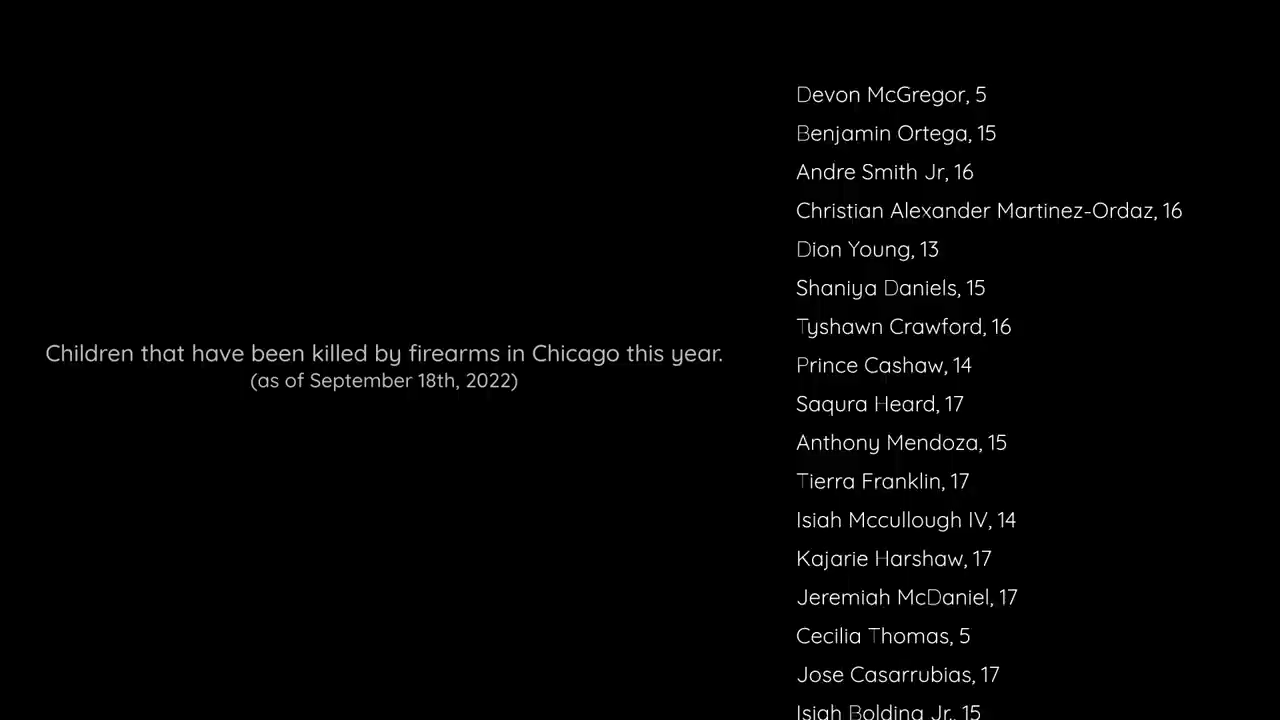 Children that have been killed by firearms in Chicago this year.
(as of September 18th, 2022)
Devon McGregor, 5
Benjamin Ortega, 15
Andre Smith Jr, 16
Christian Alexander Martinez-Ordaz, 16
Dion Young, 13
Shaniya Daniels, 15
Tyshawn Crawford, 16
Prince Cashaw, 14
Saqura Heard, 17
Anthony Mendoza, 15
Tierra Franklin, 17
Isiah Mccullough IV, 14
Kajarie Harshaw, 17
Jeremiah McDaniel, 17
Cecilia Thomas, 5
Jose Casarrubias, 17
Isiah Bolding Jr., 15